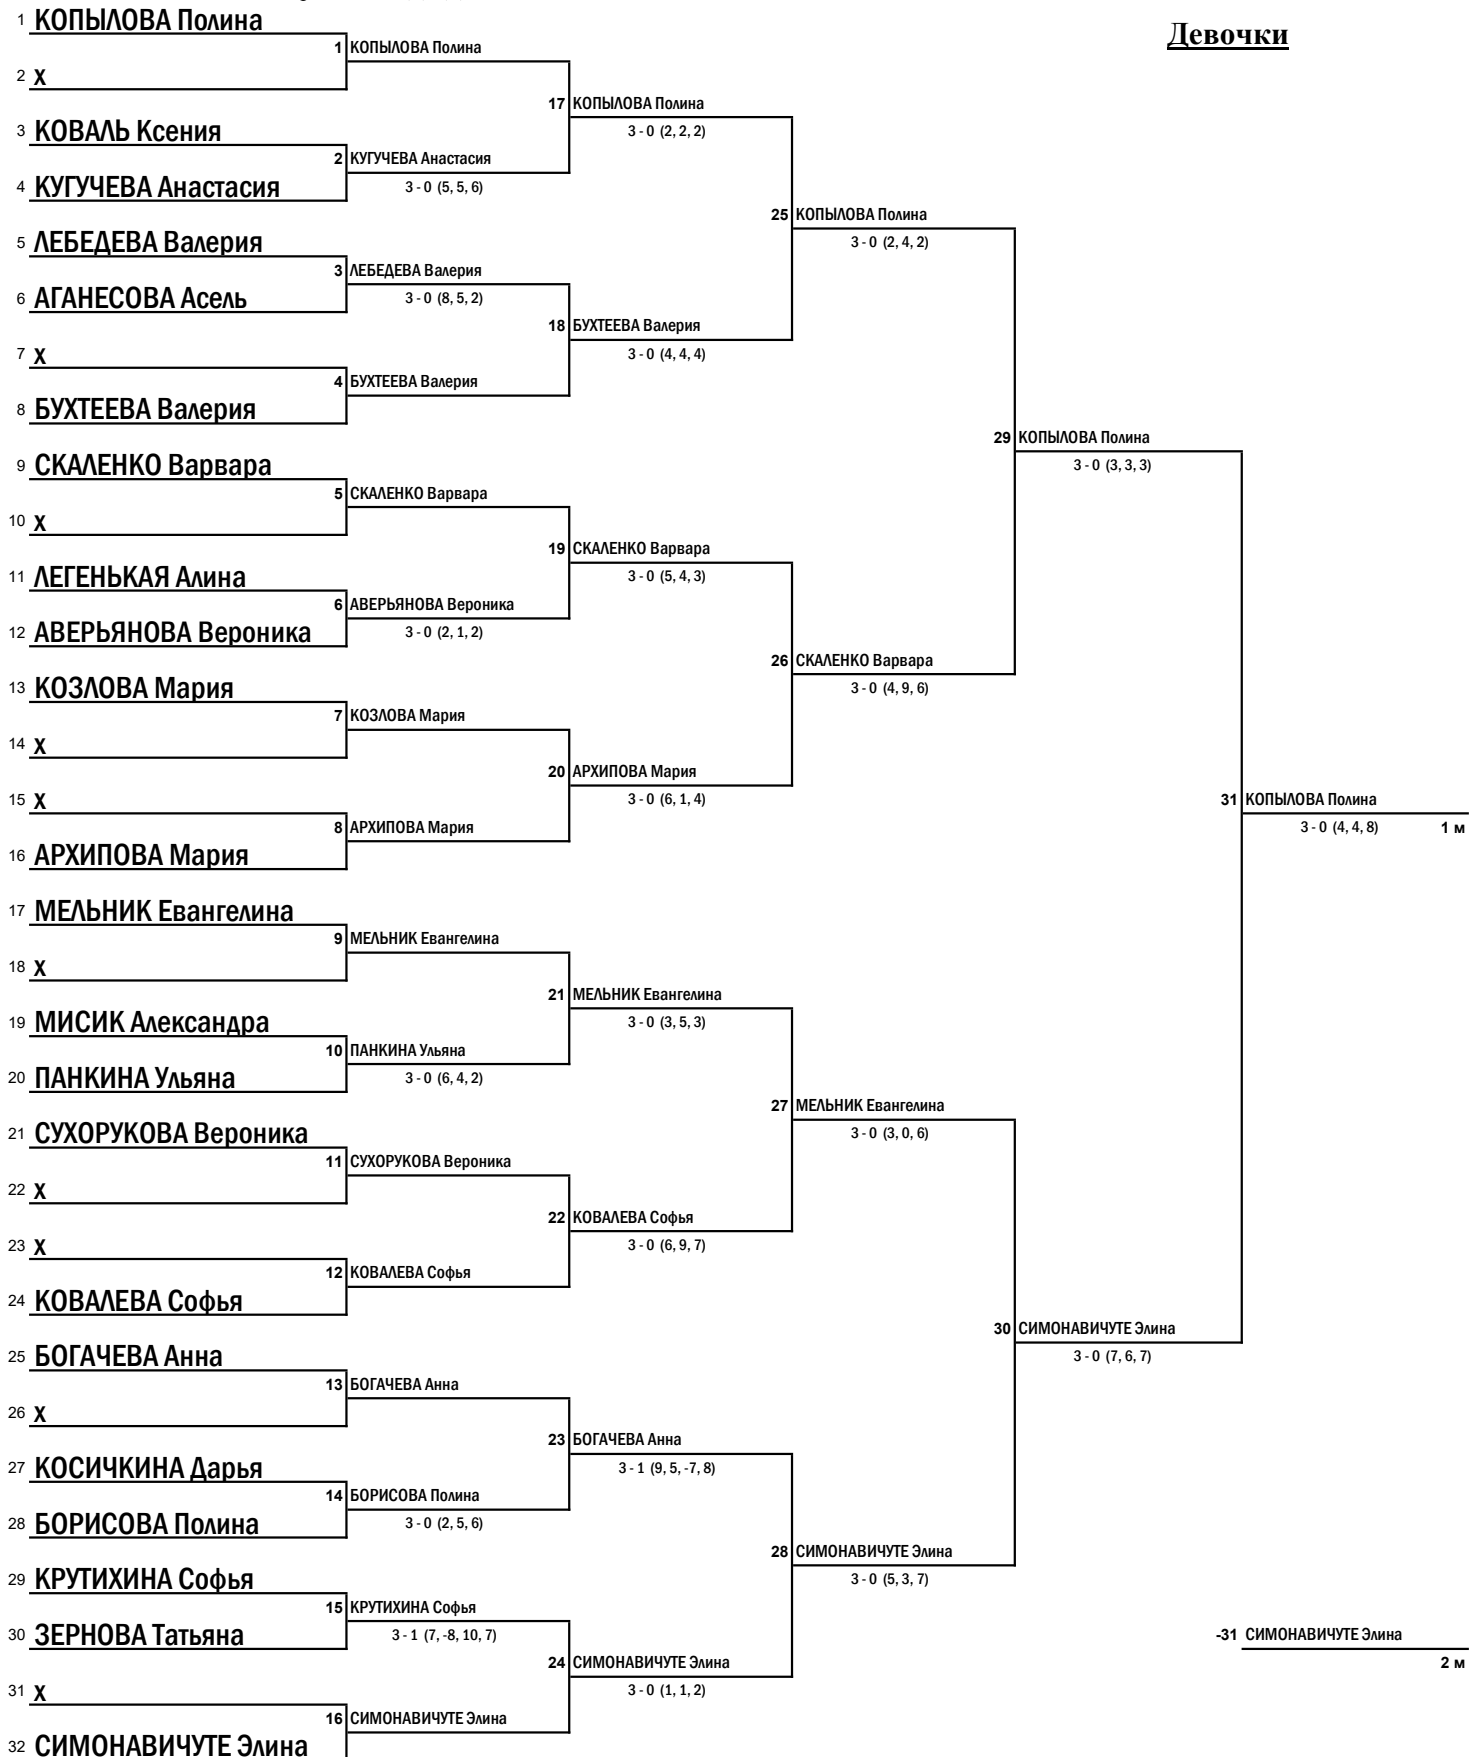 Девочки
1 КОПЫЛОВА Полина
1 КОПЫЛОВА Полина
2 X
17 КОПЫЛОВА Полина
3 - 0 (2, 2, 2)
3 КОВАЛЬ Ксения
2 КУГУЧЕВА Анастасия
3 - 0 (5, 5, 6)
4 КУГУЧЕВА Анастасия
25 КОПЫЛОВА Полина
3 - 0 (2, 4, 2)
5 ЛЕБЕДЕВА Валерия
3 ЛЕБЕДЕВА Валерия
3 - 0 (8, 5, 2)
6 АГАНЕСОВА Асель
18 БУХТЕЕВА Валерия
3 - 0 (4, 4, 4)
7 X
4 БУХТЕЕВА Валерия
8 БУХТЕЕВА Валерия
29 КОПЫЛОВА Полина
3 - 0 (3, 3, 3)
9 СКАЛЕНКО Варвара
5 СКАЛЕНКО Варвара
10 X
19 СКАЛЕНКО Варвара
3 - 0 (5, 4, 3)
11 ЛЕГЕНЬКАЯ Алина
6 АВЕРЬЯНОВА Вероника
3 - 0 (2, 1, 2)
12 АВЕРЬЯНОВА Вероника
26 СКАЛЕНКО Варвара
3 - 0 (4, 9, 6)
13 КОЗЛОВА Мария
7 КОЗЛОВА Мария
14 X
20 АРХИПОВА Мария
3 - 0 (6, 1, 4)
15 X
8 АРХИПОВА Мария
16 АРХИПОВА Мария
31 КОПЫЛОВА Полина
3 - 0 (4, 4, 8) 1 м
17 МЕЛЬНИК Евангелина
9 МЕЛЬНИК Евангелина
18 X
21 МЕЛЬНИК Евангелина
3 - 0 (3, 5, 3)
19 МИСИК Александра
10 ПАНКИНА Ульяна
3 - 0 (6, 4, 2)
20 ПАНКИНА Ульяна
27 МЕЛЬНИК Евангелина
3 - 0 (3, 0, 6)
21 СУХОРУКОВА Вероника
11 СУХОРУКОВА Вероника
22 X
22 КОВАЛЕВА Софья
3 - 0 (6, 9, 7)
23 X
12 КОВАЛЕВА Софья
24 КОВАЛЕВА Софья
30 СИМОНАВИЧУТЕ Элина
3 - 0 (7, 6, 7)
25 БОГАЧЕВА Анна
13 БОГАЧЕВА Анна
26 X
23 БОГАЧЕВА Анна
3 - 1 (9, 5, -7, 8)
27 КОСИЧКИНА Дарья
14 БОРИСОВА Полина
3 - 0 (2, 5, 6)
28 БОРИСОВА Полина
28 СИМОНАВИЧУТЕ Элина
3 - 0 (5, 3, 7)
29 КРУТИХИНА Софья
15 КРУТИХИНА Софья
3 - 1 (7, -8, 10, 7)
30 ЗЕРНОВА Татьяна
24 СИМОНАВИЧУТЕ Элина
3 - 0 (1, 1, 2)
31 X
16 СИМОНАВИЧУТЕ Элина
32 СИМОНАВИЧУТЕ Элина
-31 СИМОНАВИЧУТЕ Элина
2 м